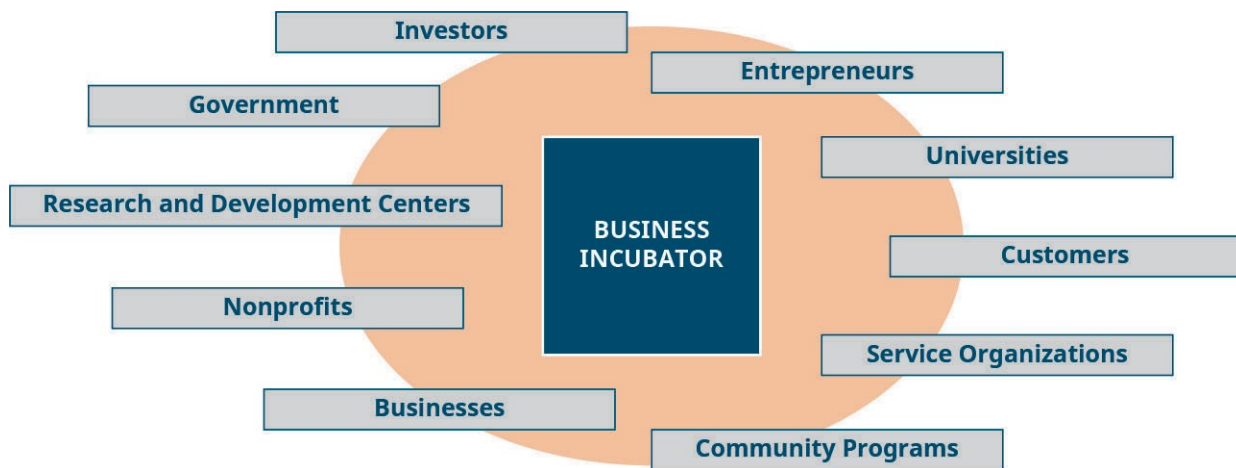 Investors
Entrepreneurs
Government
Universities
Research and Development Centers
BUSINESS
INCUBATOR
Customers
Nonprofits
Service Organizations
Businesses
Community Programs